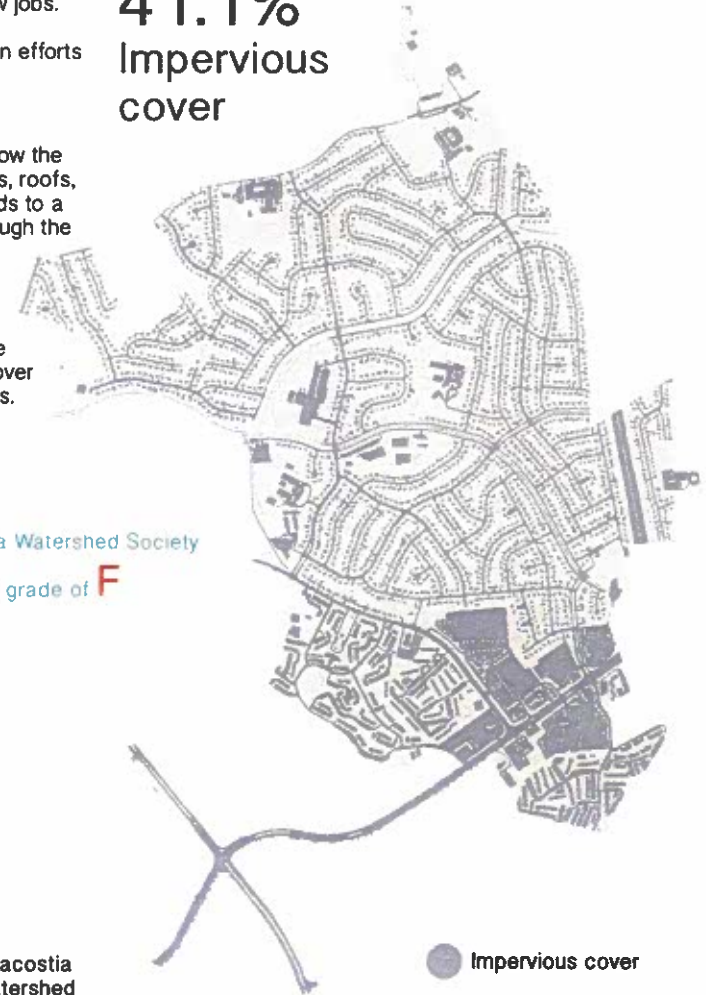 w jobs.
n efforts
ow the
s, roofs,
ds to a
ugh the
e
over
s.
a Watershed Society
grade of F
acostia
tershed
41.1%
Impervious
cover
Impervious cover